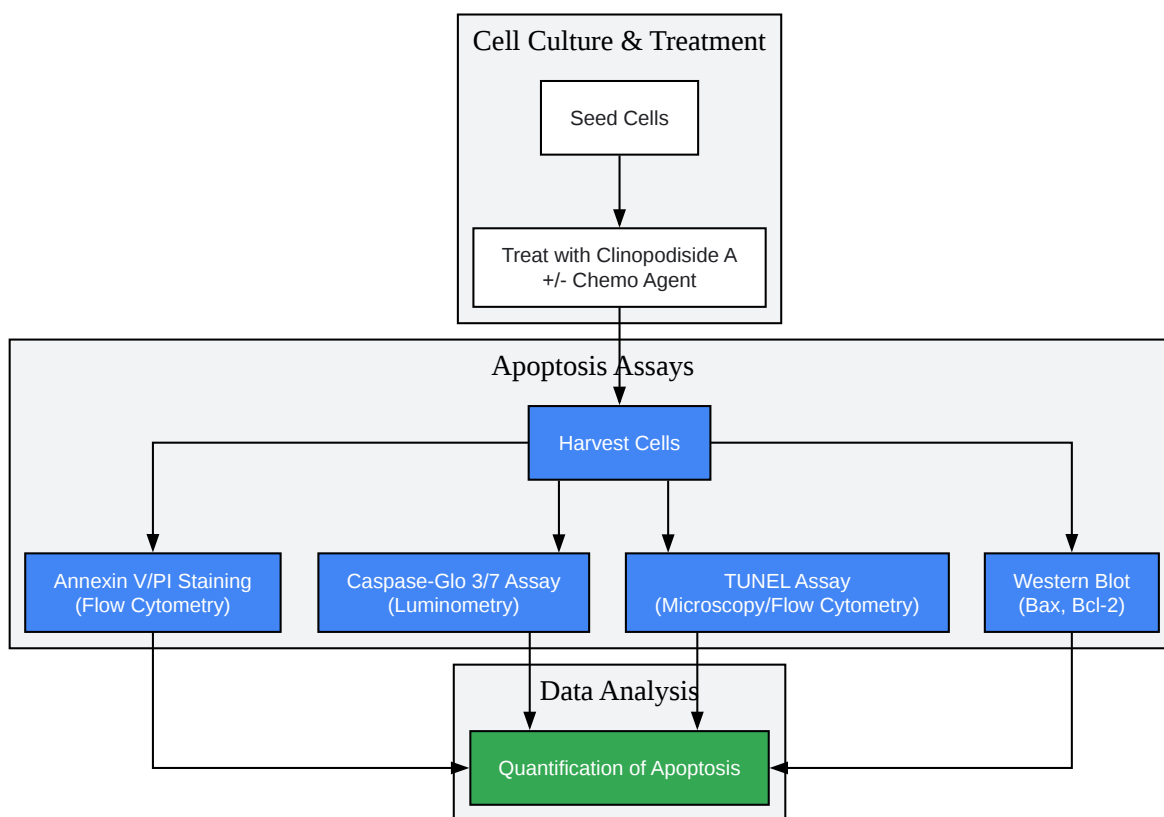 Cell Culture & Treatment
Seed Cells
Treat with Clinopodiside A
+/- Chemo Agent
Apoptosis Assays
Harvest Cells
Annexin V/PI Staining
(Flow Cytometry)
Caspase-Glo 3/7 Assay
(Luminometry)
TUNEL Assay
(Microscopy/Flow Cytometry)
Western Blot
(Bax, Bcl-2)
Data Analysis
Quantification of Apoptosis